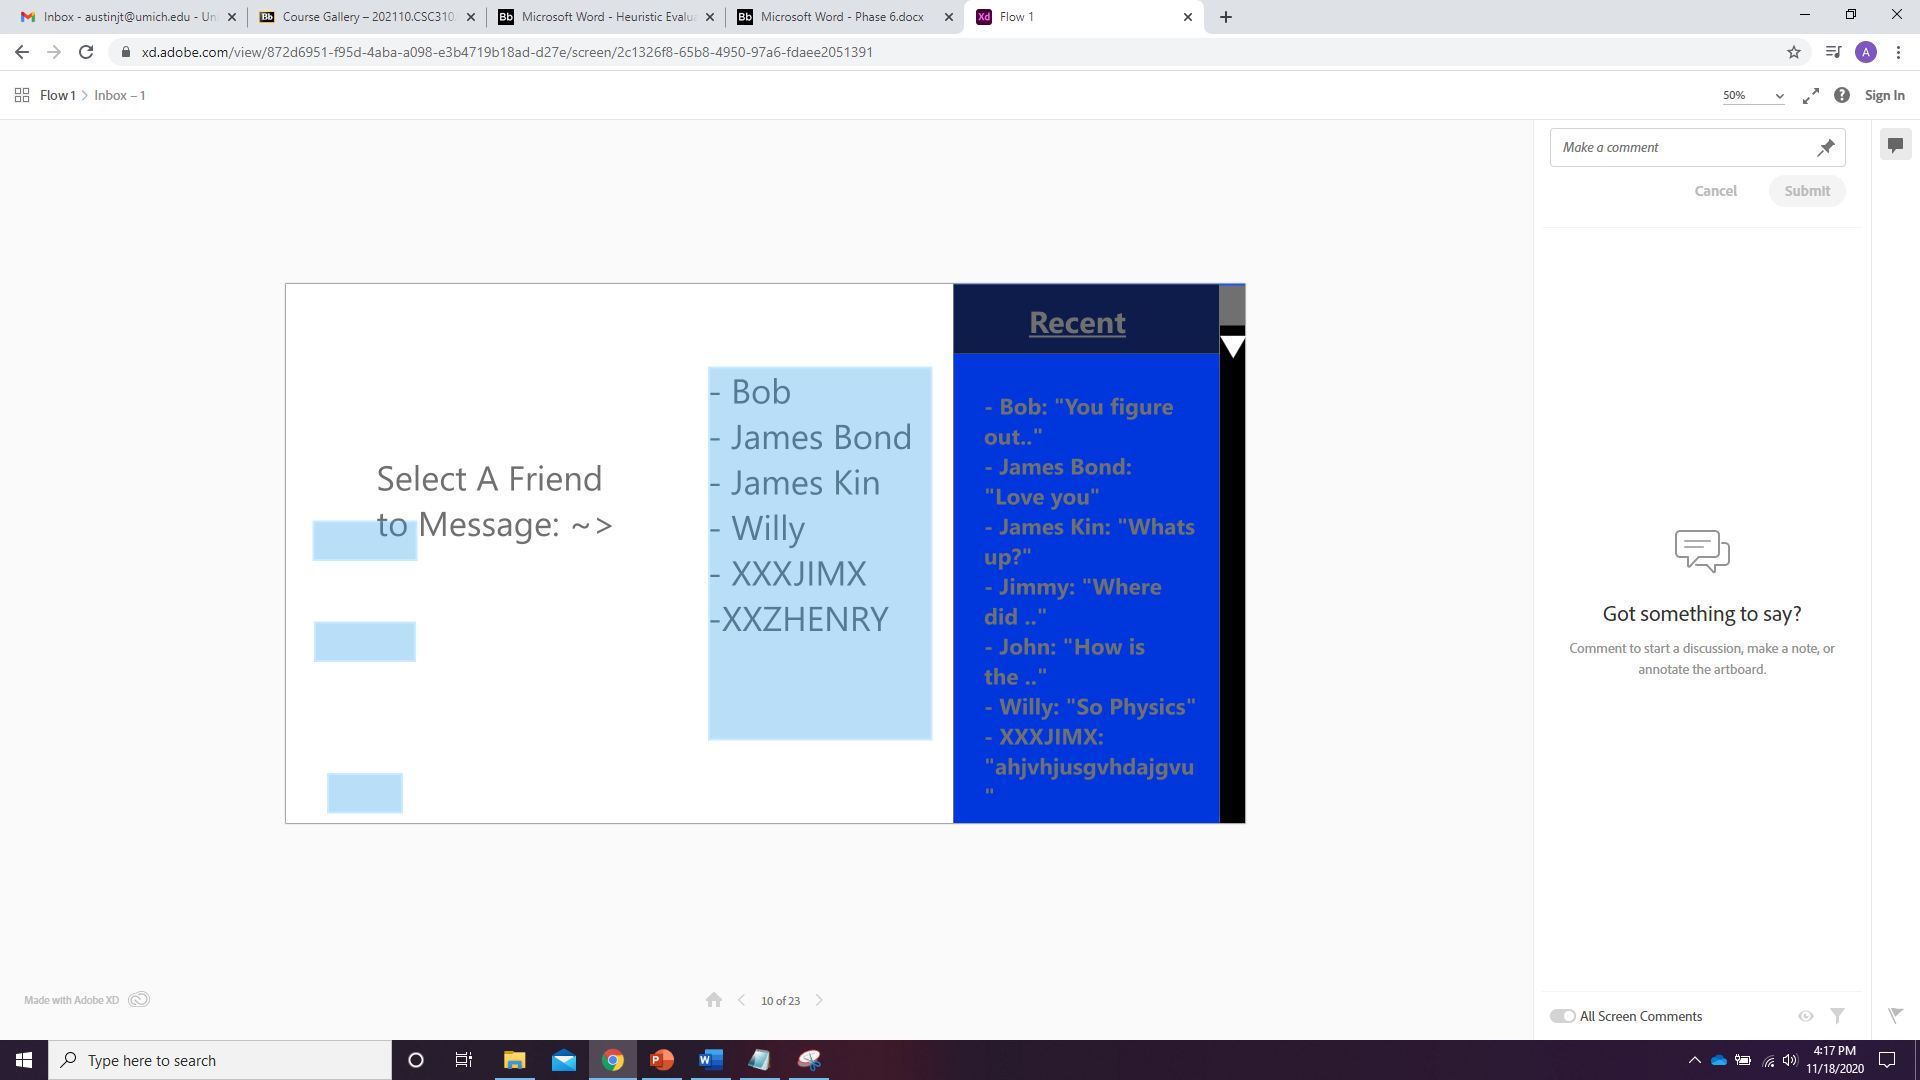 Inbox - austinjt@umich.edu - Un
Course Gallery – 202110.CSC310.
Microsoft Word - Heuristic Evalua
Microsoft Word - Phase 6.docx
Flow 1
xd.adobe.com/view/872d6951-f95d-4aba-a098-e3b4719b18ad-d27e/screen/2c1326f8-65b8-4950-97a6-fdaee2051391
A
Flow 1 > Inbox – 1
50%
Sign In
Make a comment
Cancel
Submit
Select A Friend
to Message: ~>
- Bob
- James Bond
- James Kin
- Willy
- XXXJIMX
-XXZHENRY
Recent
- Bob: "You figure
out.."
- James Bond:
"Love you"
- James Kin: "Whats
up?"
- Jimmy: "Where
did .."
- John: "How is
the .."
- Willy: "So Physics"
- XXXJIMX:
"ahjvhjusgvhdajgvu
"
Got something to say?
Comment to start a discussion, make a note, or
annotate the artboard.
Made with Adobe XD
10 of 23
All Screen Comments
Type here to search
4:17 PM
11/18/2020